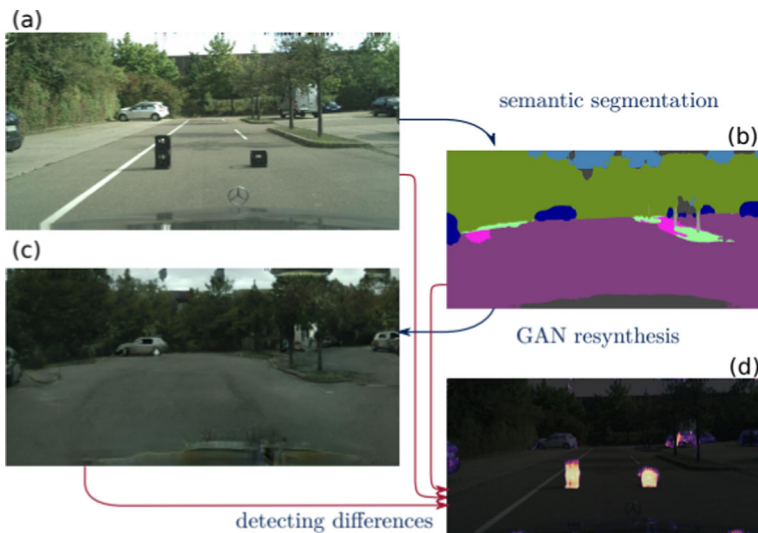 (a)
semantic segmentation
(b)
(c)
GAN resynthesis
(d)
detecting differences